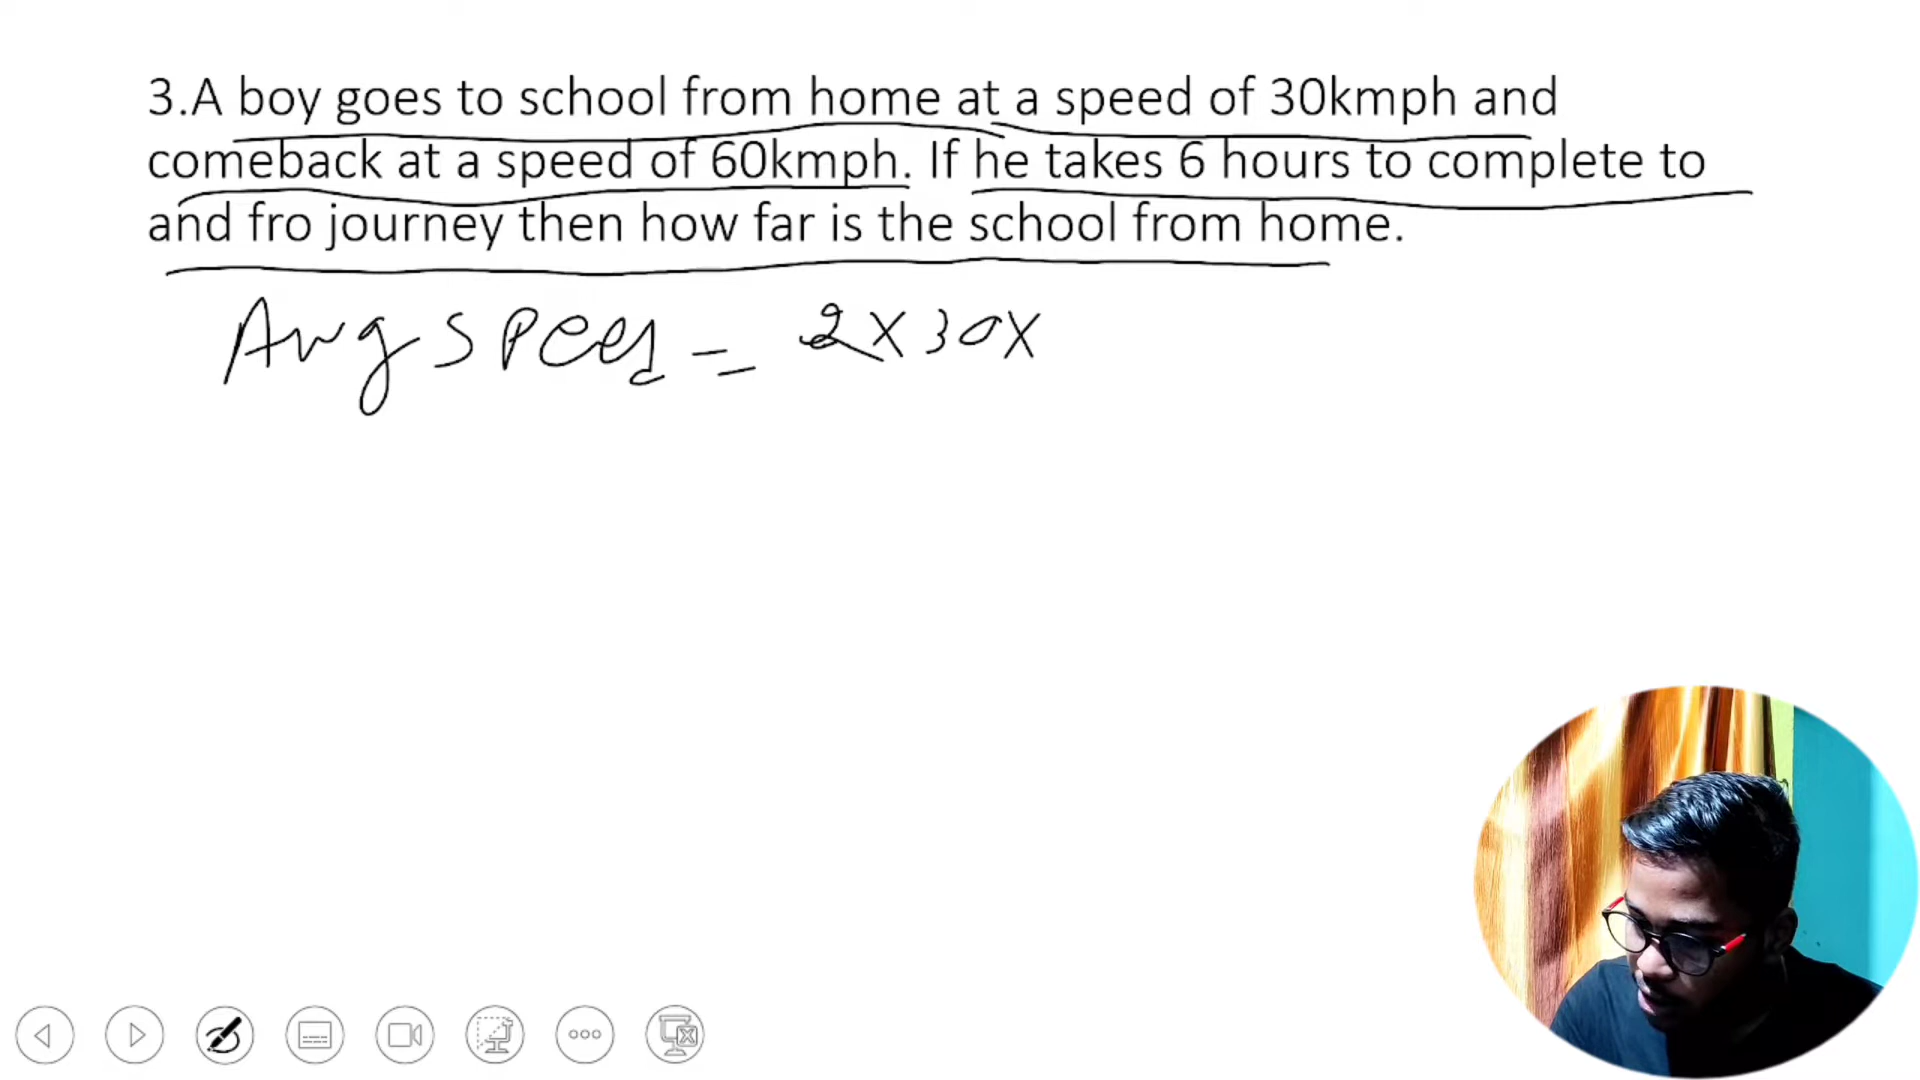 3.A boy goes to school from home at a speed of 30kmph and
comeback at a speed of 60kmph. If he takes 6 hours to complete to
and fro journey then how far is the school from home.
Avg speed = 2x30x